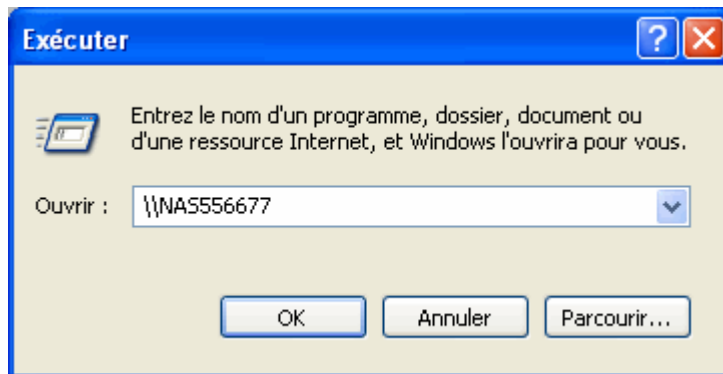 Exécuter
?
Entrez le nom d'un programme, dossier, document ou
d'une ressource Internet, et Windows l'ouvrira pour vous.
Ouvrir : \\NAS556677
OK Annuler Parcourir...